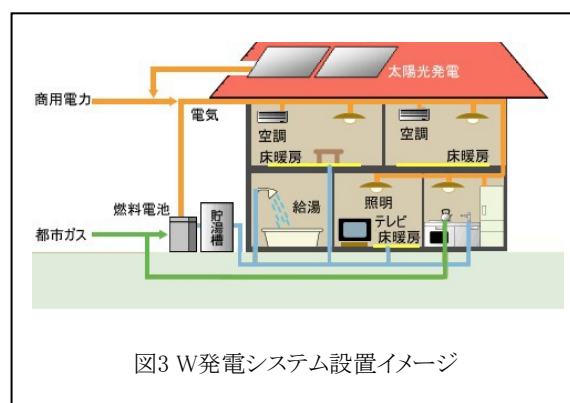 太陽光発電
商用電力
電気
空調
床暖房
空調
床暖房
燃料電池
貯湯槽
給湯
照明
テレビ
床暖房
都市ガス
図3 W発電システム設置イメージ